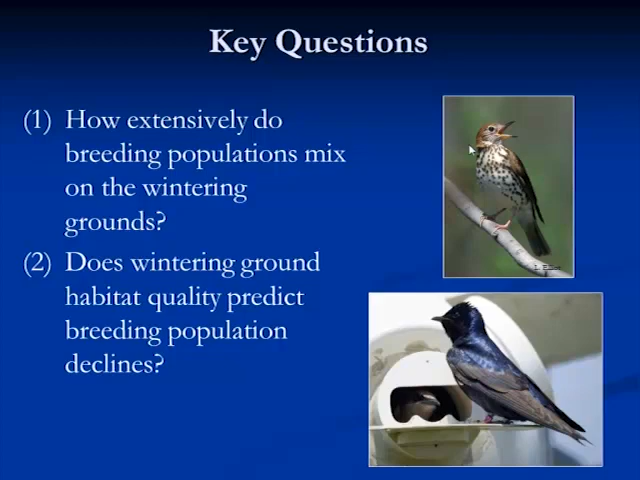 Key Questions
(1) How extensively do
breeding populations mix
on the wintering
grounds?
(2) Does wintering ground
habitat quality predict
breeding population
declines?